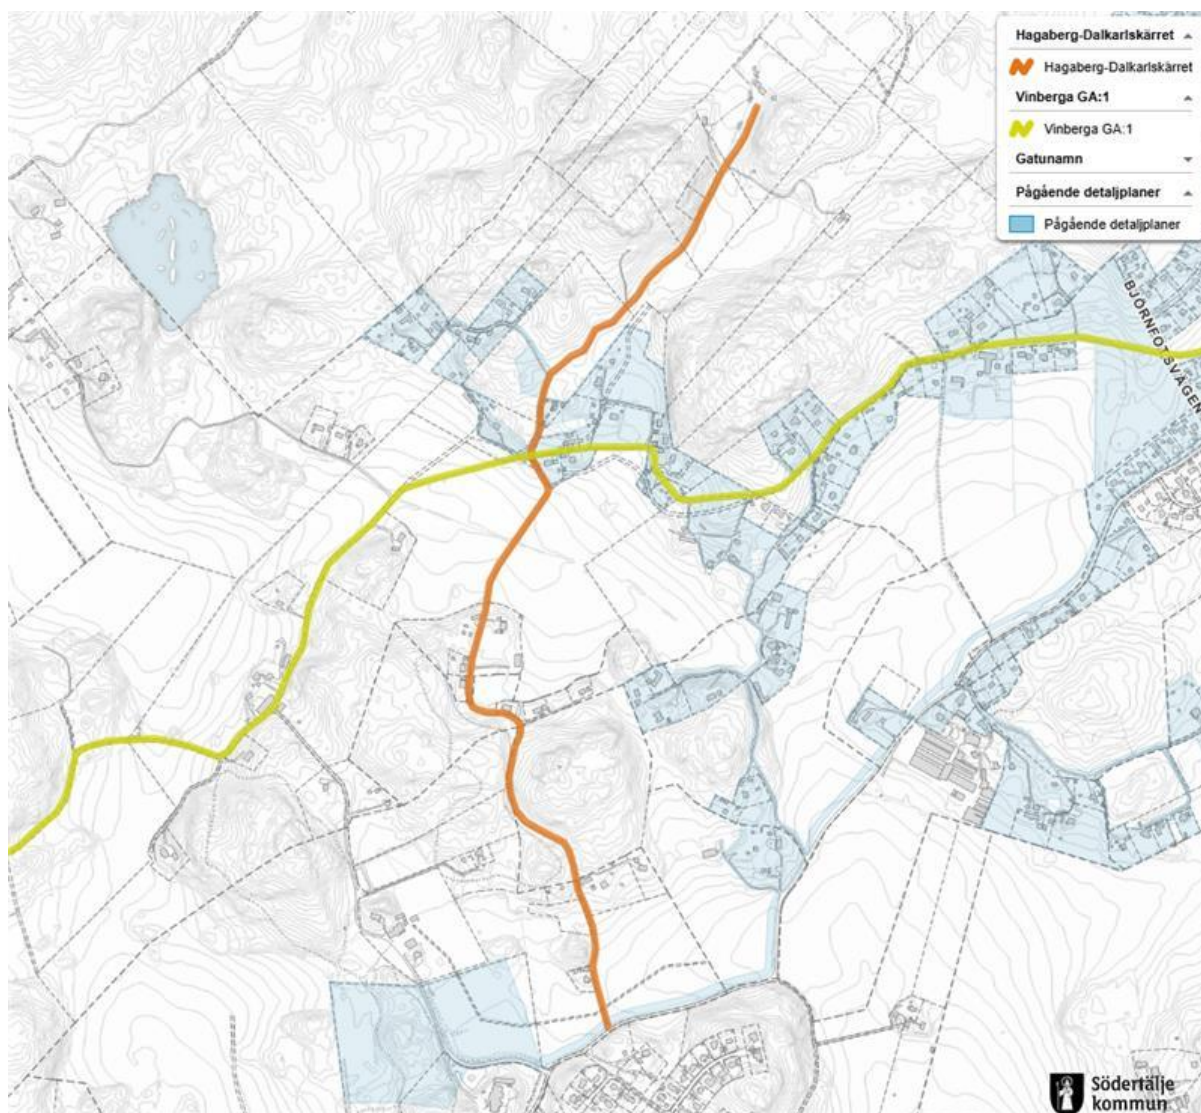 Hagaberg-Dalkarlskärret
Hagaberg-Dalkarlskärret
Vinberga GA:1
Vinberga GA:1
Gatunamn
Pågående detaljplaner
Pågående detaljplaner
BJÖRNFOTSVÄGEN
Södertälje
kommun